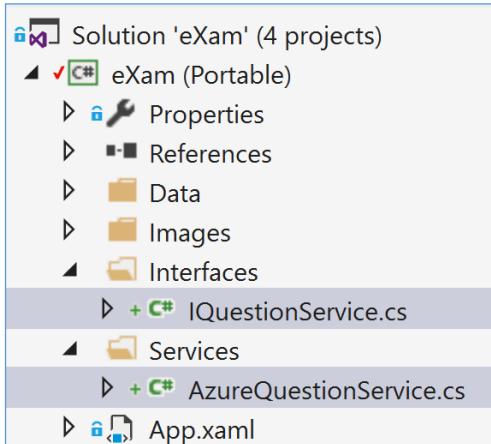 Solution 'eXam' (4 projects)
C# eXam (Portable)
Properties
References
Data
Images
Interfaces
C# IQuestionService.cs
Services
C# AzureQuestionService.cs
App.xaml